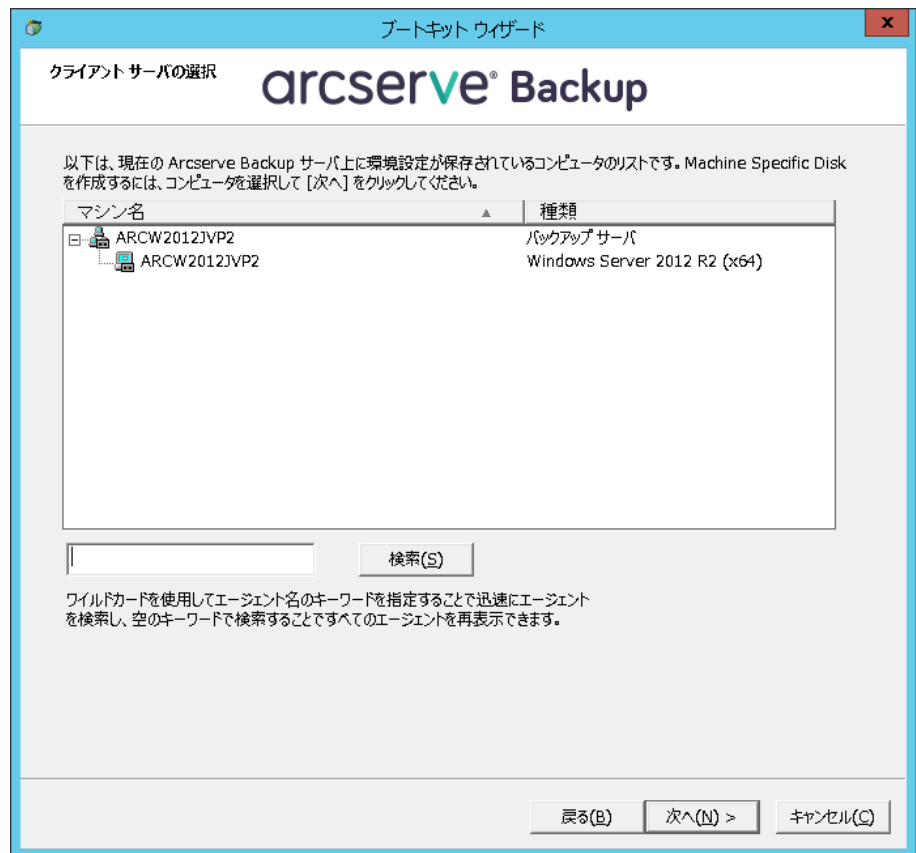 ブートキット ウィザード
x
クライアント サーバの選択
arcserve® Backup
以下は、現在の Arcserve Backup サーバ上に環境設定が保存されているコンピュータのリストです。Machine Specific Disk
を作成するには、コンピュータを選択して [次へ] をクリックしてください。
マシン名 ▲ 種類
ARCW2012JVP2 バックアップ サーバ
ARCW2012JVP2 Windows Server 2012 R2 (x64)
検索(S)
ワイルドカードを使用してエージェント名のキーワードを指定することで迅速にエージェント
を検索し、空のキーワードで検索することですべてのエージェントを再表示できます。
戻る(B) 次へ(N) > キャンセル(C)